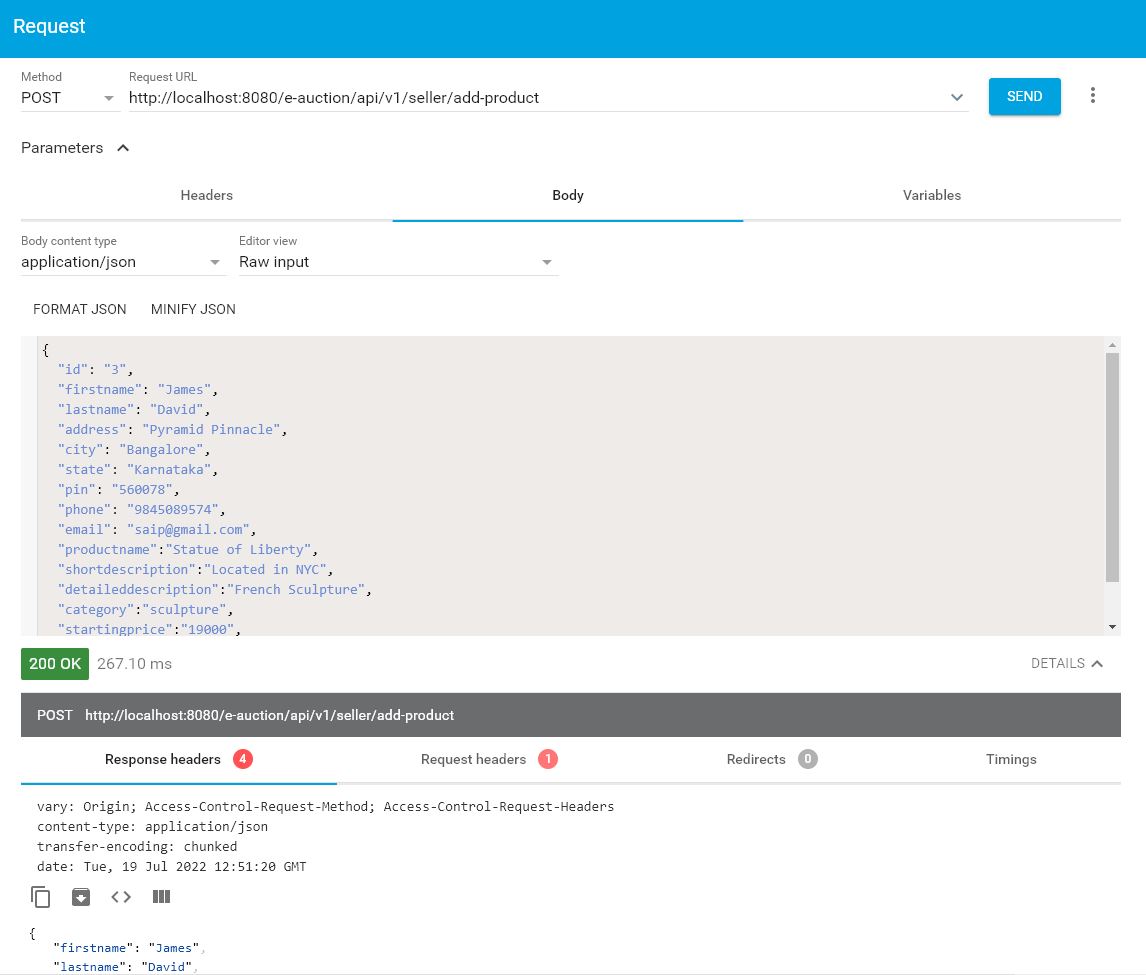 Request
Method
Request URL
POST
http://localhost:8080/e-auction/api/v1/seller/add-product
SEND
Parameters
Headers
Body
Variables
Body content type
Editor view
application/json
Raw input
FORMAT JSON
MINIFY JSON
{
"id": "3",
"firstname": "James",
"lastname": "David",
"address": "Pyramid Pinnacle",
"city": "Bangalore",
"state": "Karnataka",
"pin": "560078",
"phone": "9845089574",
"email": "saip@gmail.com",
"productname":"Statue of Liberty",
"shortdescription":"Located in NYC",
"detaileddescription":"French Sculpture",
"category":"sculpture",
"startingprice":"19000",
200 OK 267.10 ms
DETAILS
POST http://localhost:8080/e-auction/api/v1/seller/add-product
Response headers 4
Request headers 1
Redirects 0
Timings
vary: Origin; Access-Control-Request-Method; Access-Control-Request-Headers
content-type: application/json
transfer-encoding: chunked
date: Tue, 19 Jul 2022 12:51:20 GMT
{
"firstname": "James",
"lastname": "David",